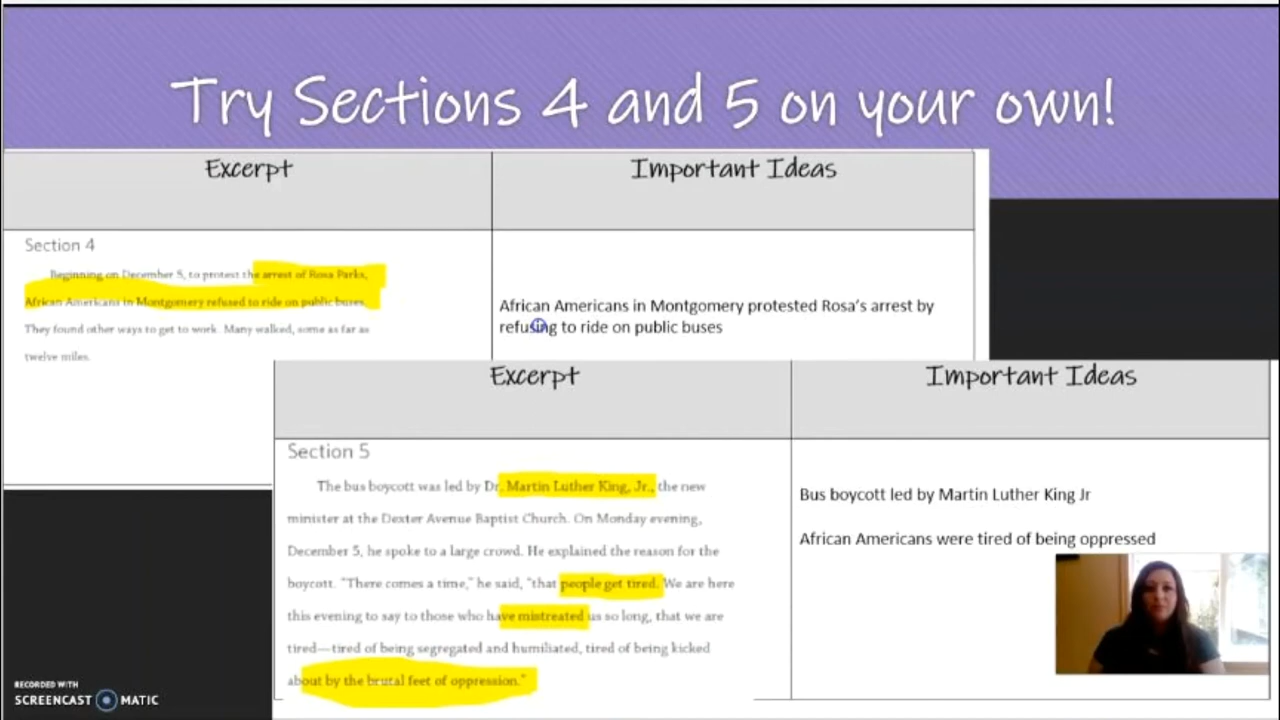 Try Sections 4 and 5 on your own!
Excerpt
Important Ideas
Section 4
Beginning on December 5, to protest the arrest of Rosa Parks,
African Americans in Montgomery refused to ride on public buses.
They found other ways to get to work. Many walked, some as far as
twelve miles.
African Americans in Montgomery protested Rosa's arrest by
refusing to ride on public buses
Excerpt
Important Ideas
Section 5
The bus boycott was led by Dr. Martin Luther King, Jr., the new
minister at the Dexter Avenue Baptist Church. On Monday evening,
December 5, he spoke to a large crowd. He explained the reason for the
boycott. "There comes a time," he said, "that people get tired. We are here
this evening to say to those who have mistreated us so long, that we are
tired—tired of being segregated and humiliated, tired of being kicked
about by the brutal feet of oppression."
Bus boycott led by Martin Luther King Jr
African Americans were tired of being oppressed
RECORDED WITH
SCREENCAST MATIC